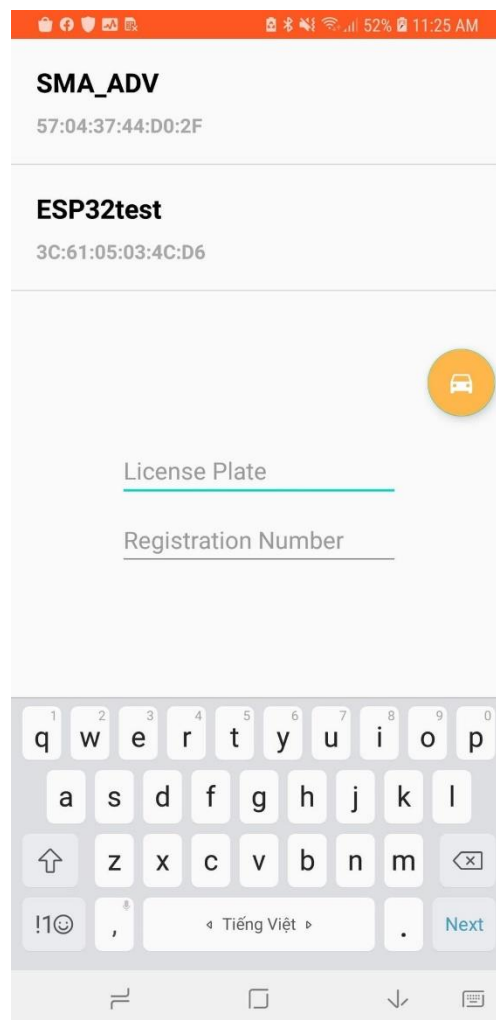 52% 11:25 AM
SMA_ADV
57:04:37:44:D0:2F
ESP32test
3C:61:05:03:4C:D6
License Plate
Registration Number
1 2 3 4 5 6 7 8 9 0
q w e r t y u i o p
a s d f g h j k l
z x c v b n m
!1☺ , Tiếng Việt . Next